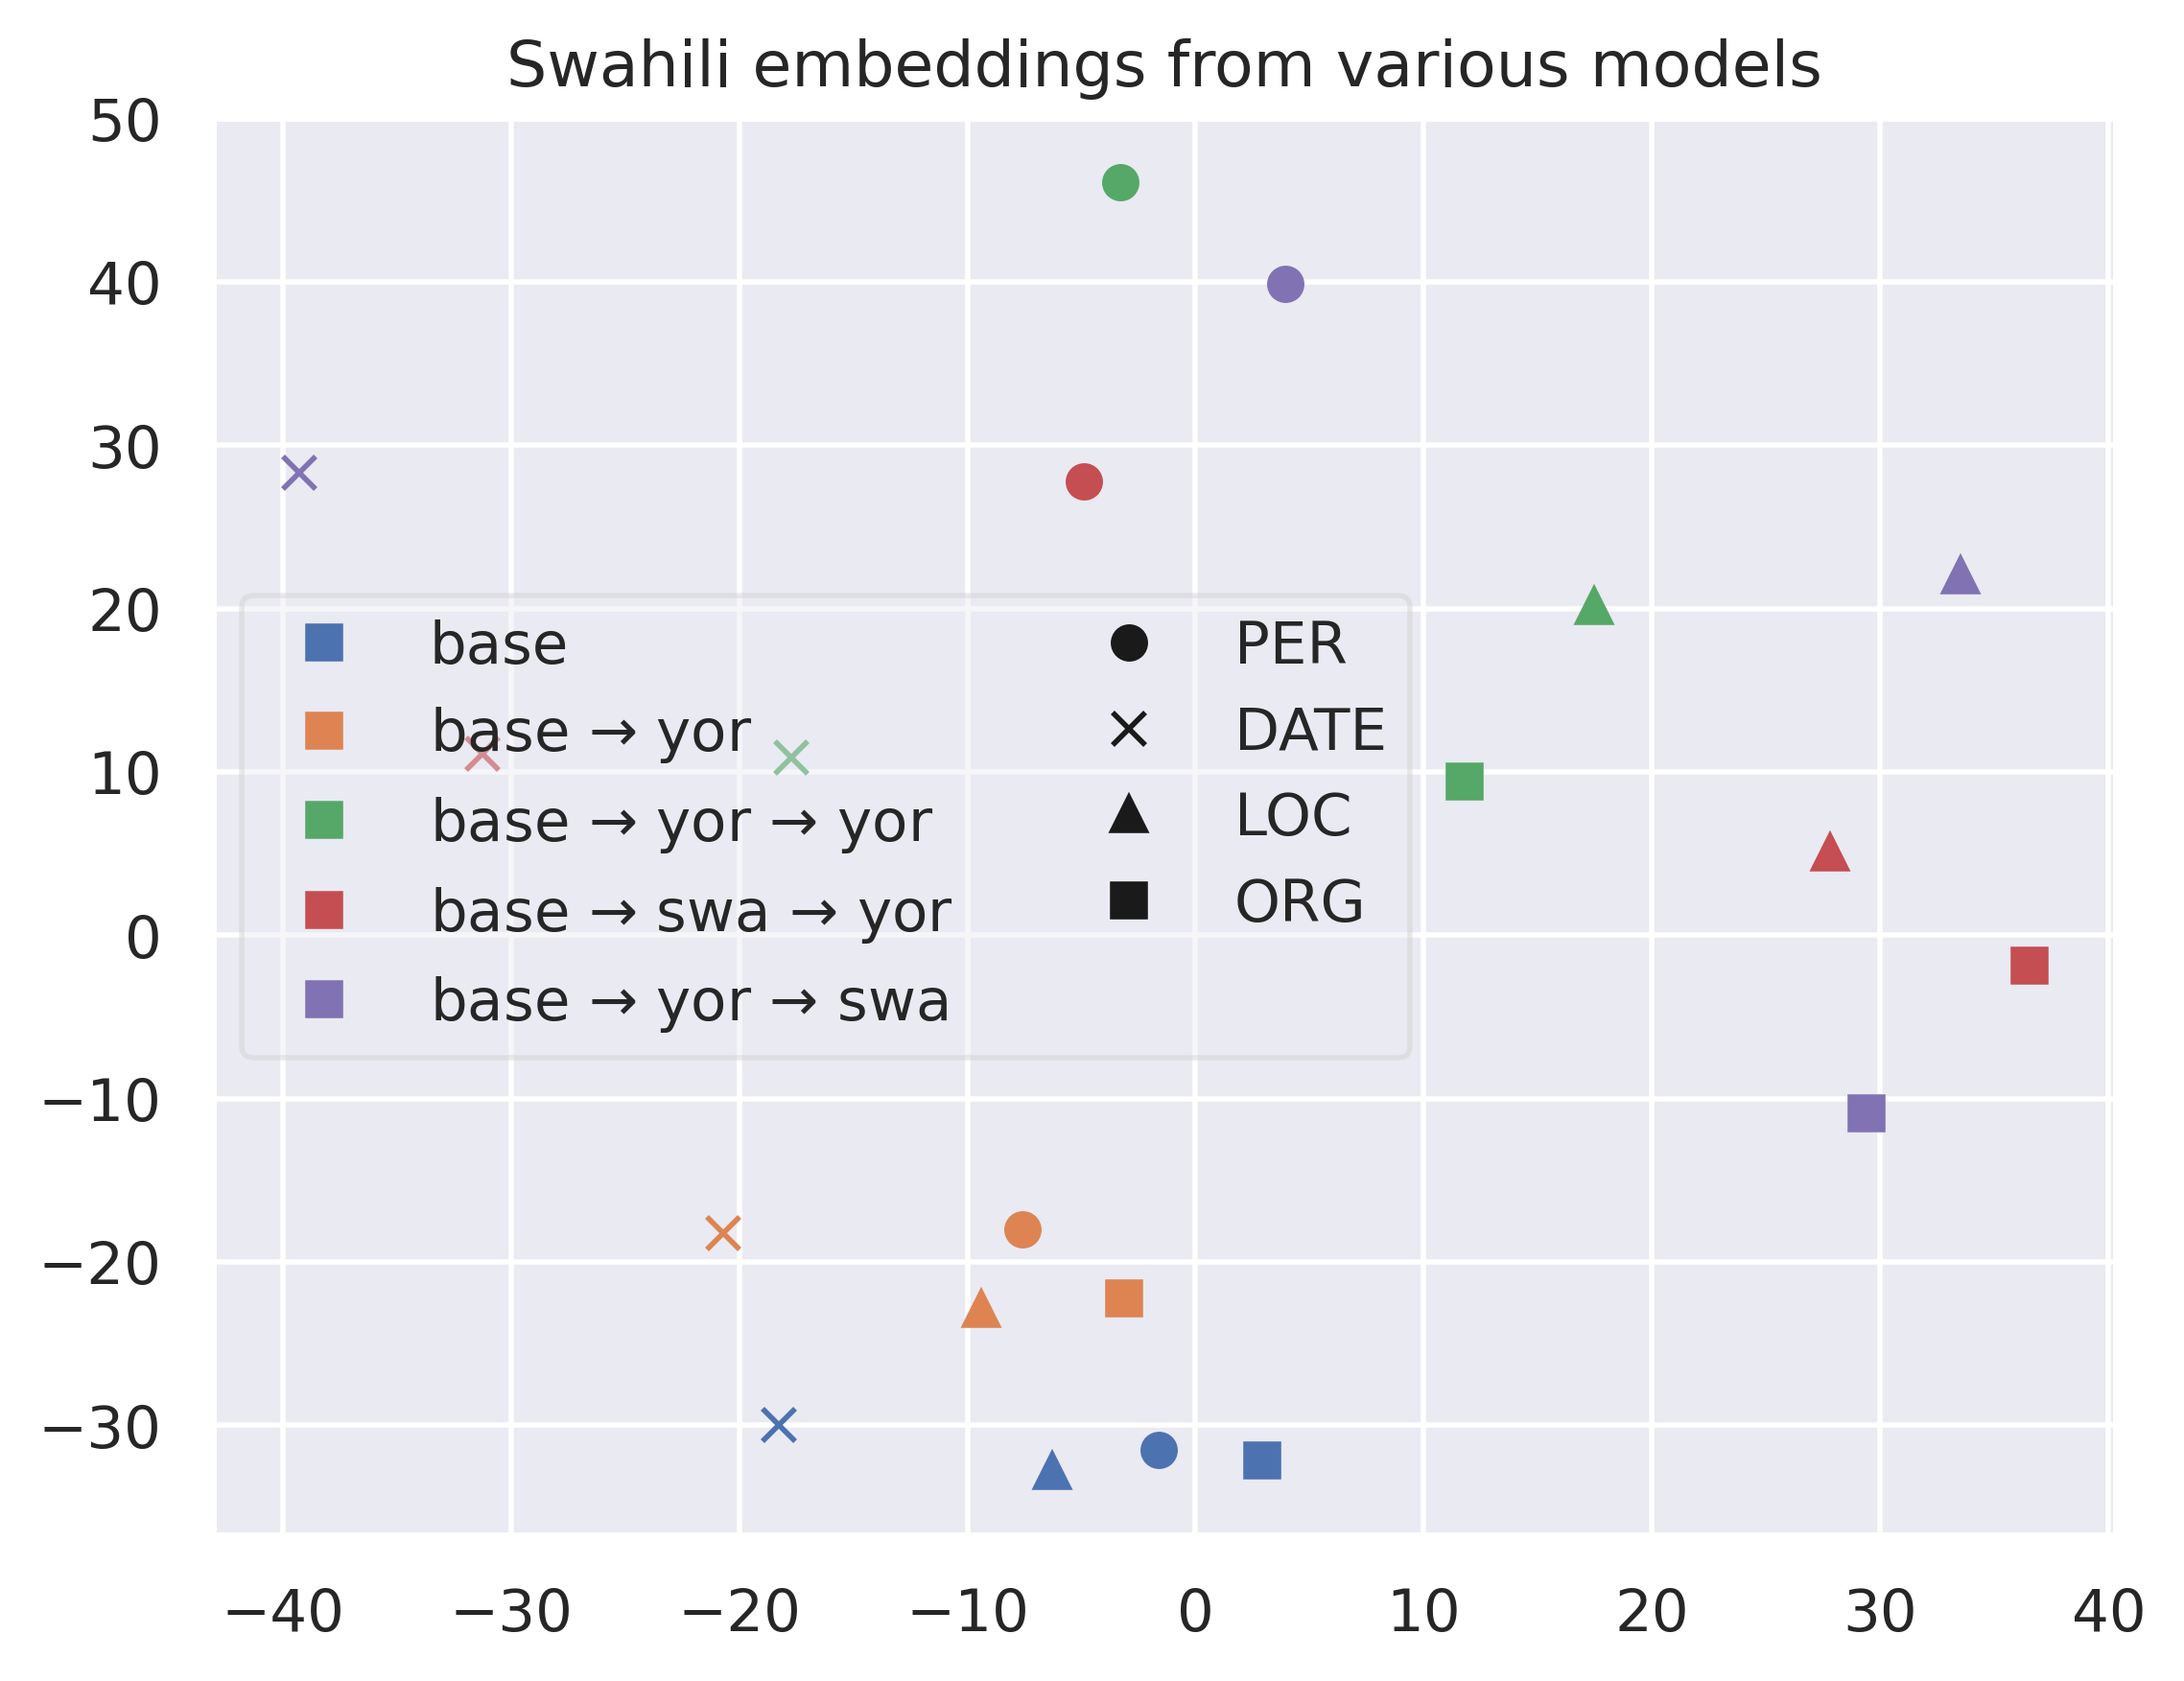 Swahili embeddings from various models
50
40
30
20
10
0
−10
−20
−30
base
base → yor
base → yor → yor
base → swa → yor
base → yor → swa
PER
DATE
LOC
ORG
−40 −30 −20 −10 0 10 20 30 40